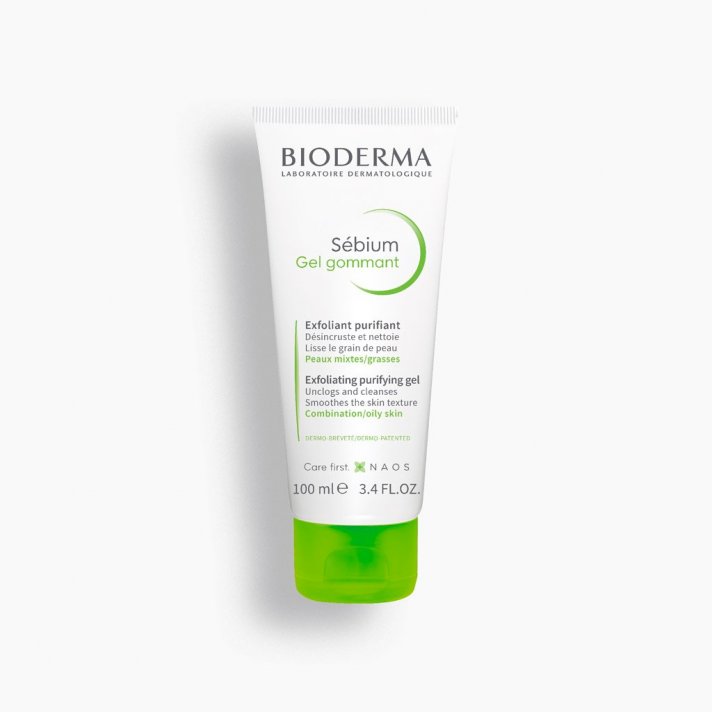 BIODERMA
LABORATOIRE DERMATOLOGIQUE
Sébium
Gel gommant
Exfoliant purifiant
Désincruste et nettoie
Lisse le grain de peau
Peaux mixtes/grasses
Exfoliating purifying gel
Unclogs and cleanses
Smoothes the skin texture
Combination/oily skin
DERMO-BREVETÉ/DERMO-PATENTED
Care first. NAOS
100 ml℮ 3.4 FL.OZ.